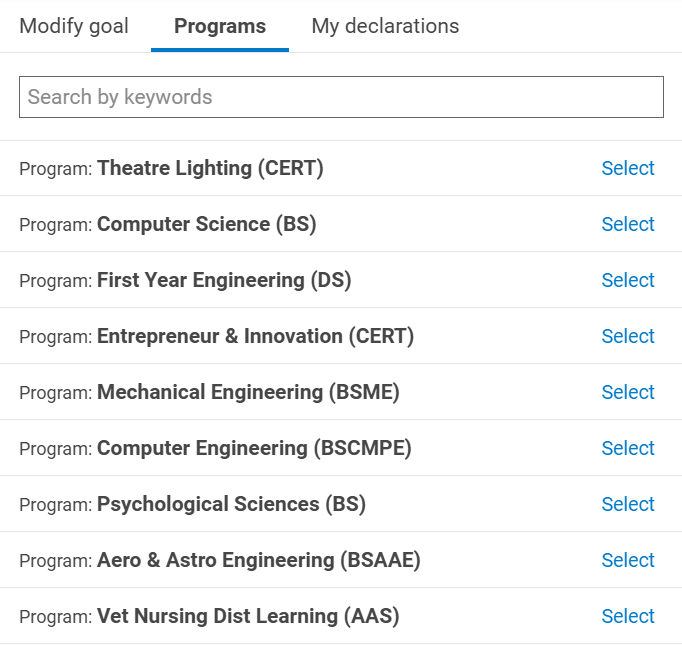 Modify goal Programs My declarations
Search by keywords
Program: Theatre Lighting (CERT) Select
Program: Computer Science (BS) Select
Program: First Year Engineering (DS) Select
Program: Entrepreneur & Innovation (CERT) Select
Program: Mechanical Engineering (BSME) Select
Program: Computer Engineering (BSCMPE) Select
Program: Psychological Sciences (BS) Select
Program: Aero & Astro Engineering (BSAAE) Select
Program: Vet Nursing Dist Learning (AAS) Select